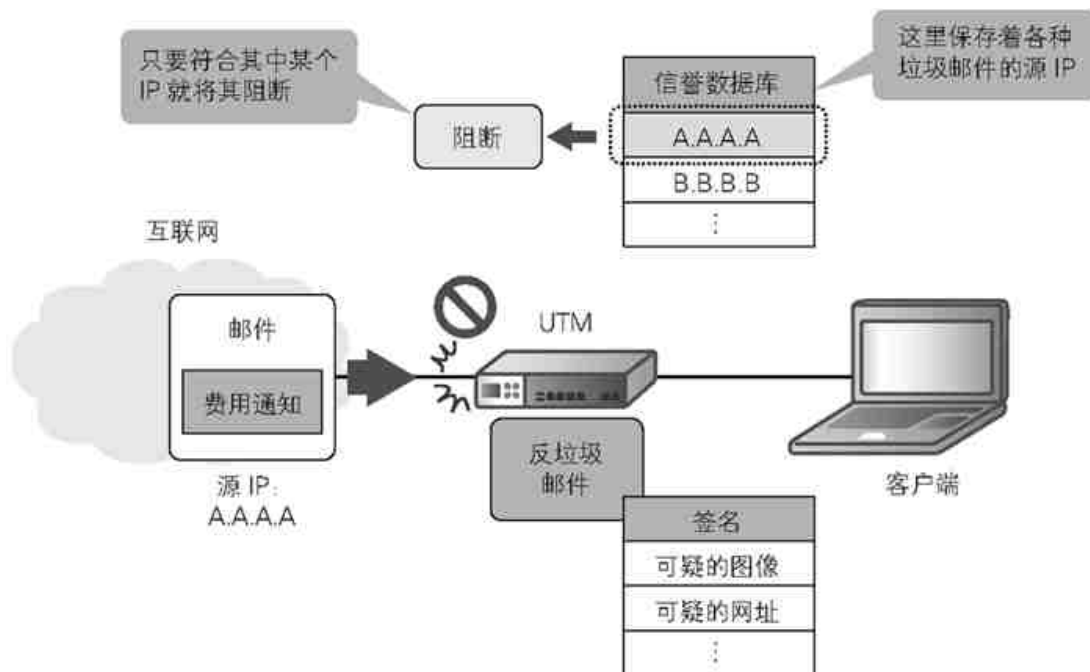 只要符合其中某个
IP 就将其阻断
这里保存着各种
垃圾邮件的源 IP
信誉数据库
阻断
A.A.A.A
B.B.B.B
⋮
互联网
邮件
费用通知
源 IP:
A.A.A.A
UTM
反垃圾
邮件
客户端
签名
可疑的图像
可疑的网址
⋮